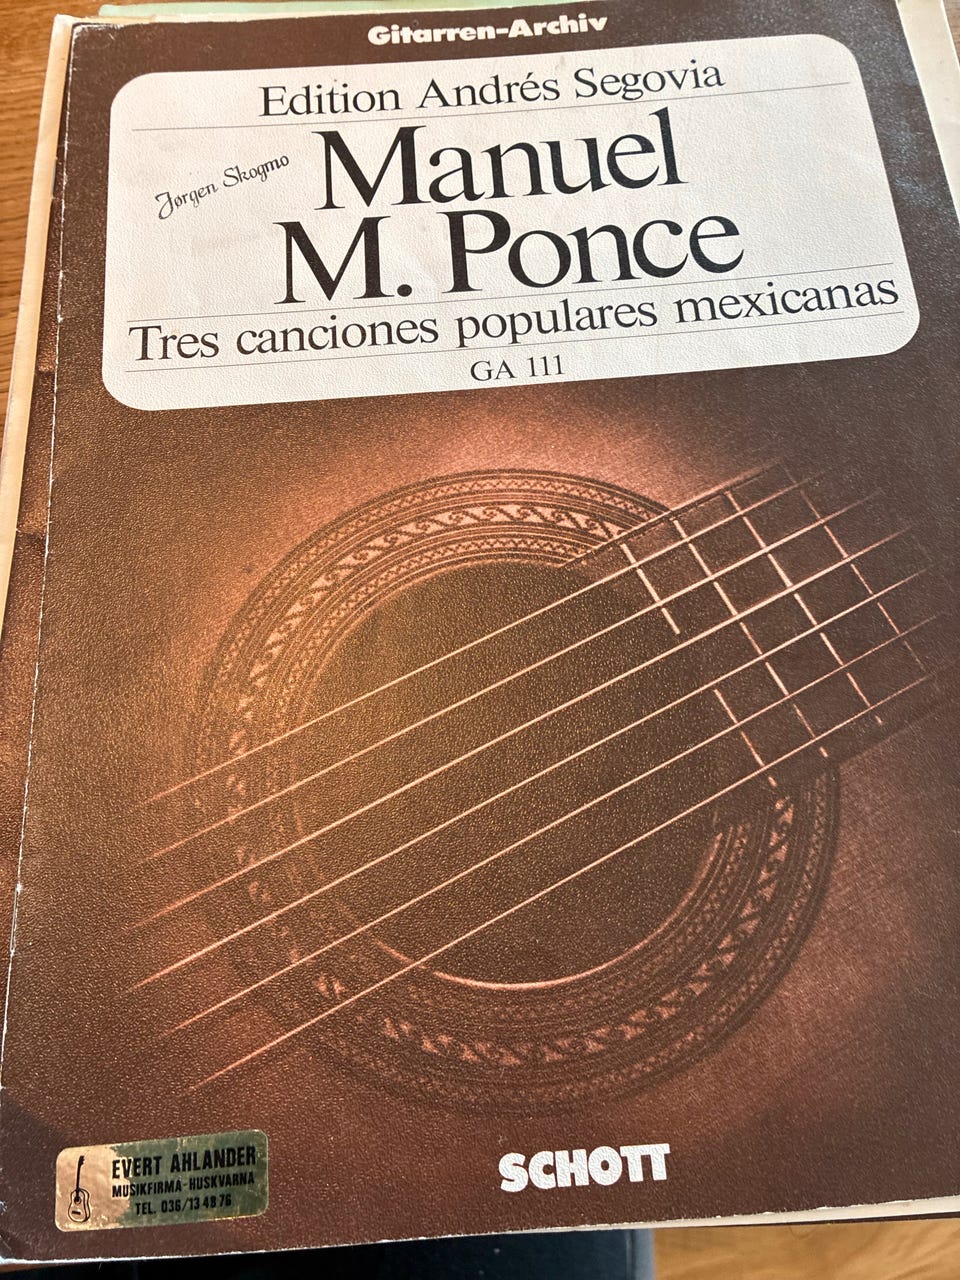 Gitarren-Archiv
Edition Andrés Segovia
Jørgen Skogmo
Manuel
M. Ponce
Tres canciones populares mexicanas
GA 111
SCHOTT
EVERT AHLANDER
MUSIKFIRMA-HUSKVARNA
TEL. 036/13 48 76